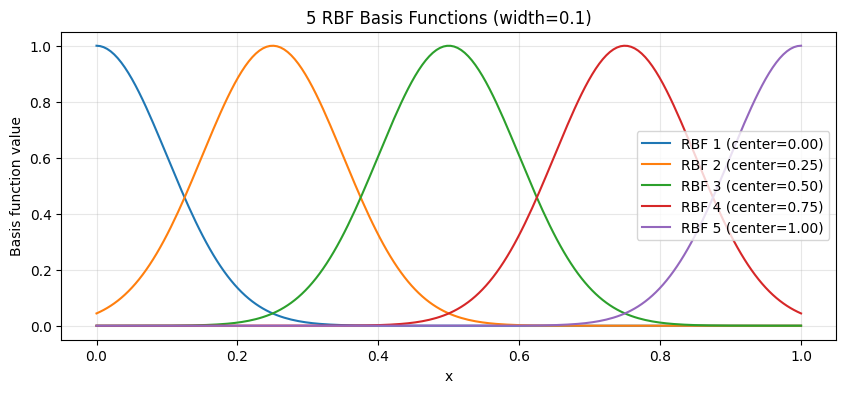 5 RBF Basis Functions (width=0.1)
Basis function value
1.0
0.8
0.6
0.4
0.2
0.0
RBF 1 (center=0.00)
RBF 2 (center=0.25)
RBF 3 (center=0.50)
RBF 4 (center=0.75)
RBF 5 (center=1.00)
0.0 0.2 0.4 0.6 0.8 1.0
x